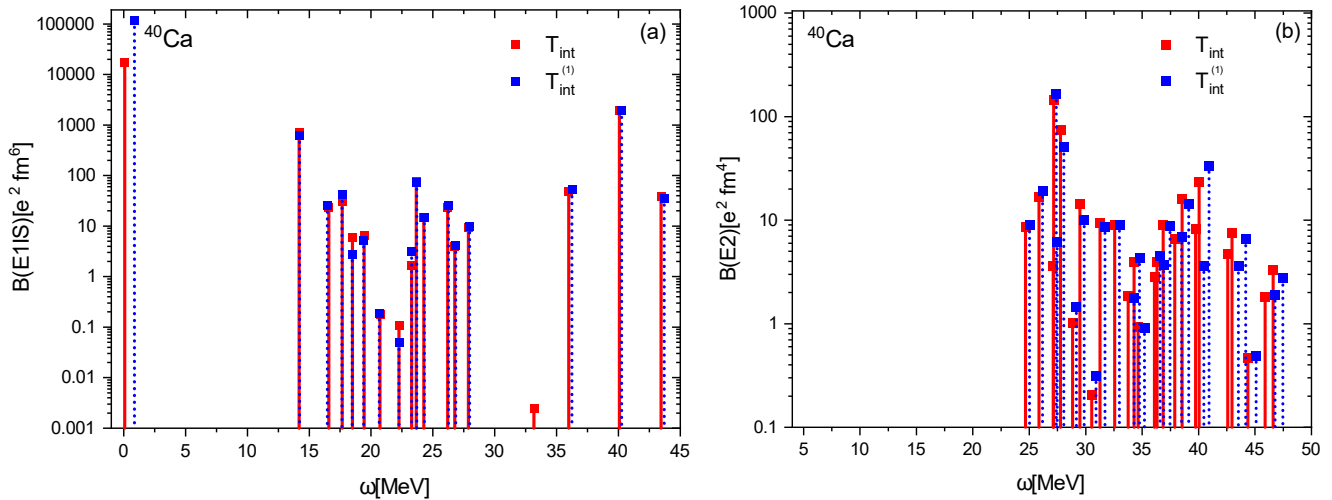 ⁴⁰Ca
(a)
T_int
T_int^(1)
100000
10000
1000
100
10
1
0.1
0.01
0.001
B(E1IS)[e² fm⁶]
0 15 20 25 30 35 40 45
ω[MeV]
⁴⁰Ca
(b)
T_int
T_int^(1)
1000
100
10
1
0.1
B(E2)[e² fm⁴]
5 10 15 20 25 30 35 40 45 50
ω[MeV]